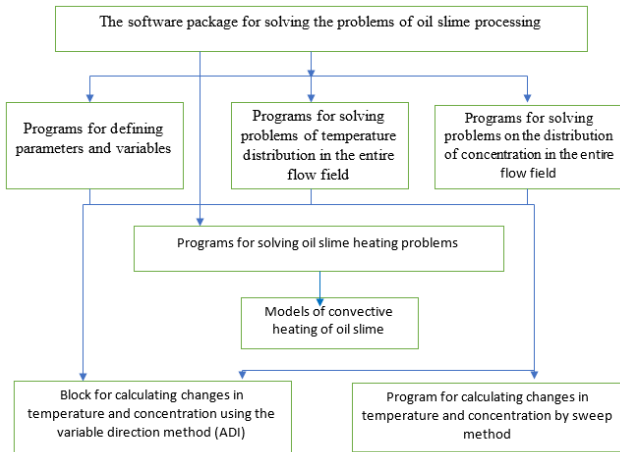 The software package for solving the problems of oil slime processing
Programs for defining
parameters and variables
Programs for solving
problems of temperature
distribution in the entire
flow field
Programs for solving
problems on the distribution
of concentration in the entire
flow field
Programs for solving oil slime heating problems
Models of convective
heating of oil slime
Block for calculating changes in
temperature and concentration using the
variable direction method (ADI)
Program for calculating changes in
temperature and concentration by sweep
method